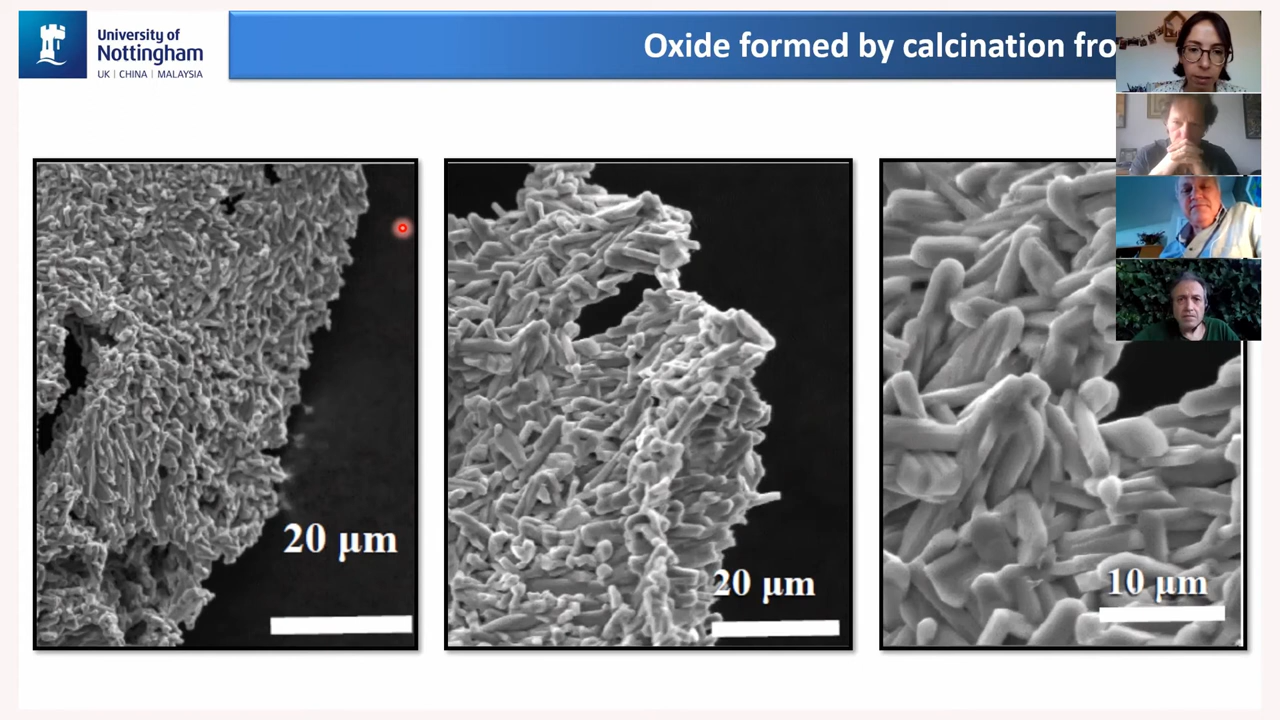 University of
Nottingham
UK | CHINA | MALAYSIA
Oxide formed by calcination fro
20 µm
20 µm
10 µm